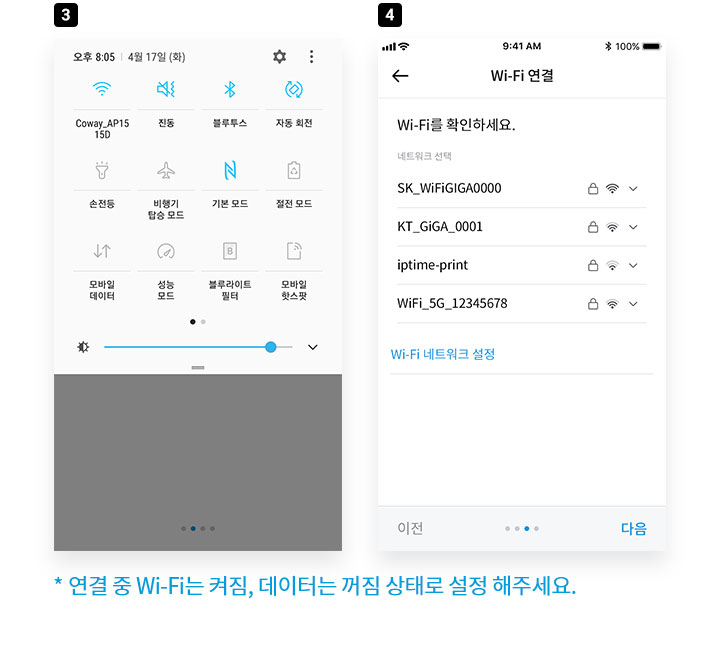 3
오후 8:05 | 4월 17일 (화)
Coway_AP15
15D
진동
블루투스
자동 회전
손전등
비행기
탑승 모드
기본 모드
절전 모드
모바일
데이터
성능
모드
B
블루라이트
필터
모바일
핫스팟
4
9:41 AM
100%
Wi-Fi 연결
Wi-Fi를 확인하세요.
네트워크 선택
SK_WiFiGIGA0000
KT_GiGA_0001
iptime-print
WiFi_5G_12345678
Wi-Fi 네트워크 설정
이전
다음
* 연결 중 Wi-Fi는 켜짐, 데이터는 꺼짐 상태로 설정 해주세요.